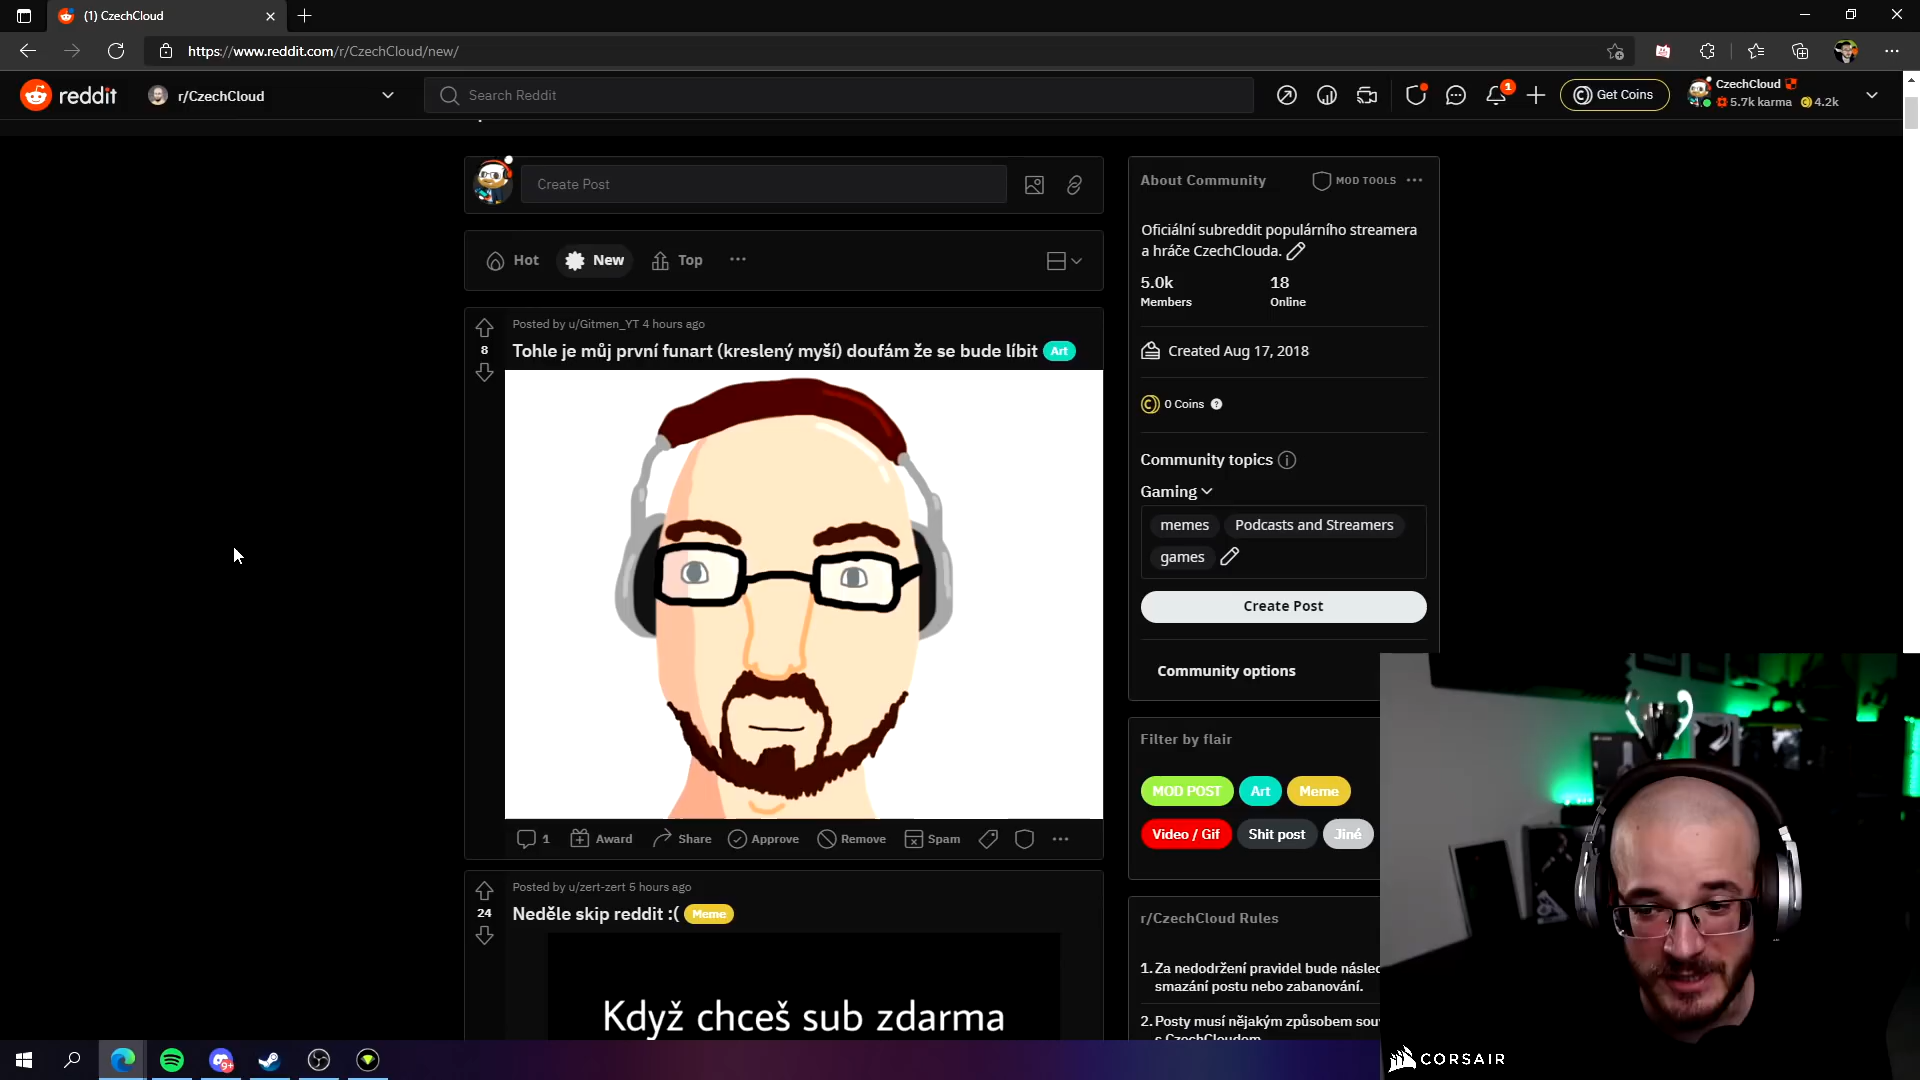 (1) CzechCloud
https://www.reddit.com/r/CzechCloud/new/
reddit
r/CzechCloud
Search Reddit
1
Get Coins
CzechCloud
5.7k karma
4.2k
Create Post
Hot
New
Top
Posted by u/Gitmen_YT 4 hours ago
8
Tohle je můj první funart (kreslený myší) doufám že se bude líbit
Art
1
Award
Share
Approve
Remove
Spam
Posted by u/zert-zert 5 hours ago
24
Neděle skip reddit :(
Meme
Když chceš sub zdarma
About Community
MOD TOOLS
Oficiální subreddit populárního streamera
a hráče CzechClouda.
5.0k
18
Members
Online
Created Aug 17, 2018
0 Coins
Community topics
Gaming
memes
Podcasts and Streamers
games
Create Post
Community options
Filter by flair
MOD POST
Art
Meme
Video / Gif
Shit post
Jiné
r/CzechCloud Rules
1. Za nedodržení pravidel bude násled
smazání postu nebo zabanování.
2. Posty musí nějakým způsobem sou
s CzechCloudem
CORSAIR
9+